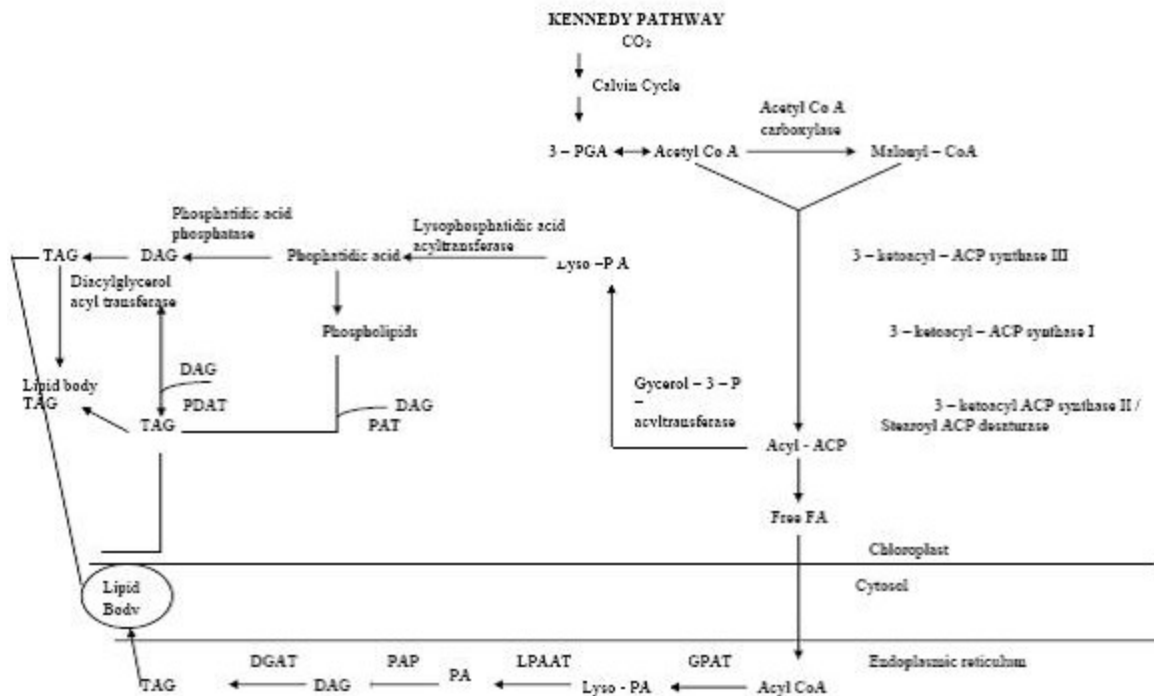 KENNEDY PATHWAY
CO₂
Calvin Cycle
Acetyl Co A
carboxylase
3 – PGA
Acetyl Co A
Malonyl – CoA
Phosphatidic acid
phosphatase
Lysophosphatidic acid
acyltransferase
TAG
DAG
Phophatidic acid
Lyso –P A
3 – ketoacyl – ACP synthase III
Diacylglycerol
acyl transferase
Phospholipids
3 – ketoacyl – ACP synthase I
DAG
PDAT
Lipid body
TAG
TAG
DAG
PAT
Gycerol – 3 – P
–
acyltransferase
3 – ketoacyl ACP synthase II /
Stearoyl ACP desaturase
Acyl - ACP
Free FA
Chloroplast
Cytosol
Lipid
Body
DGAT
PAP
LPAAT
GPAT
Endoplasmic reticulum
TAG
DAG
PA
Lyso - PA
Acyl CoA